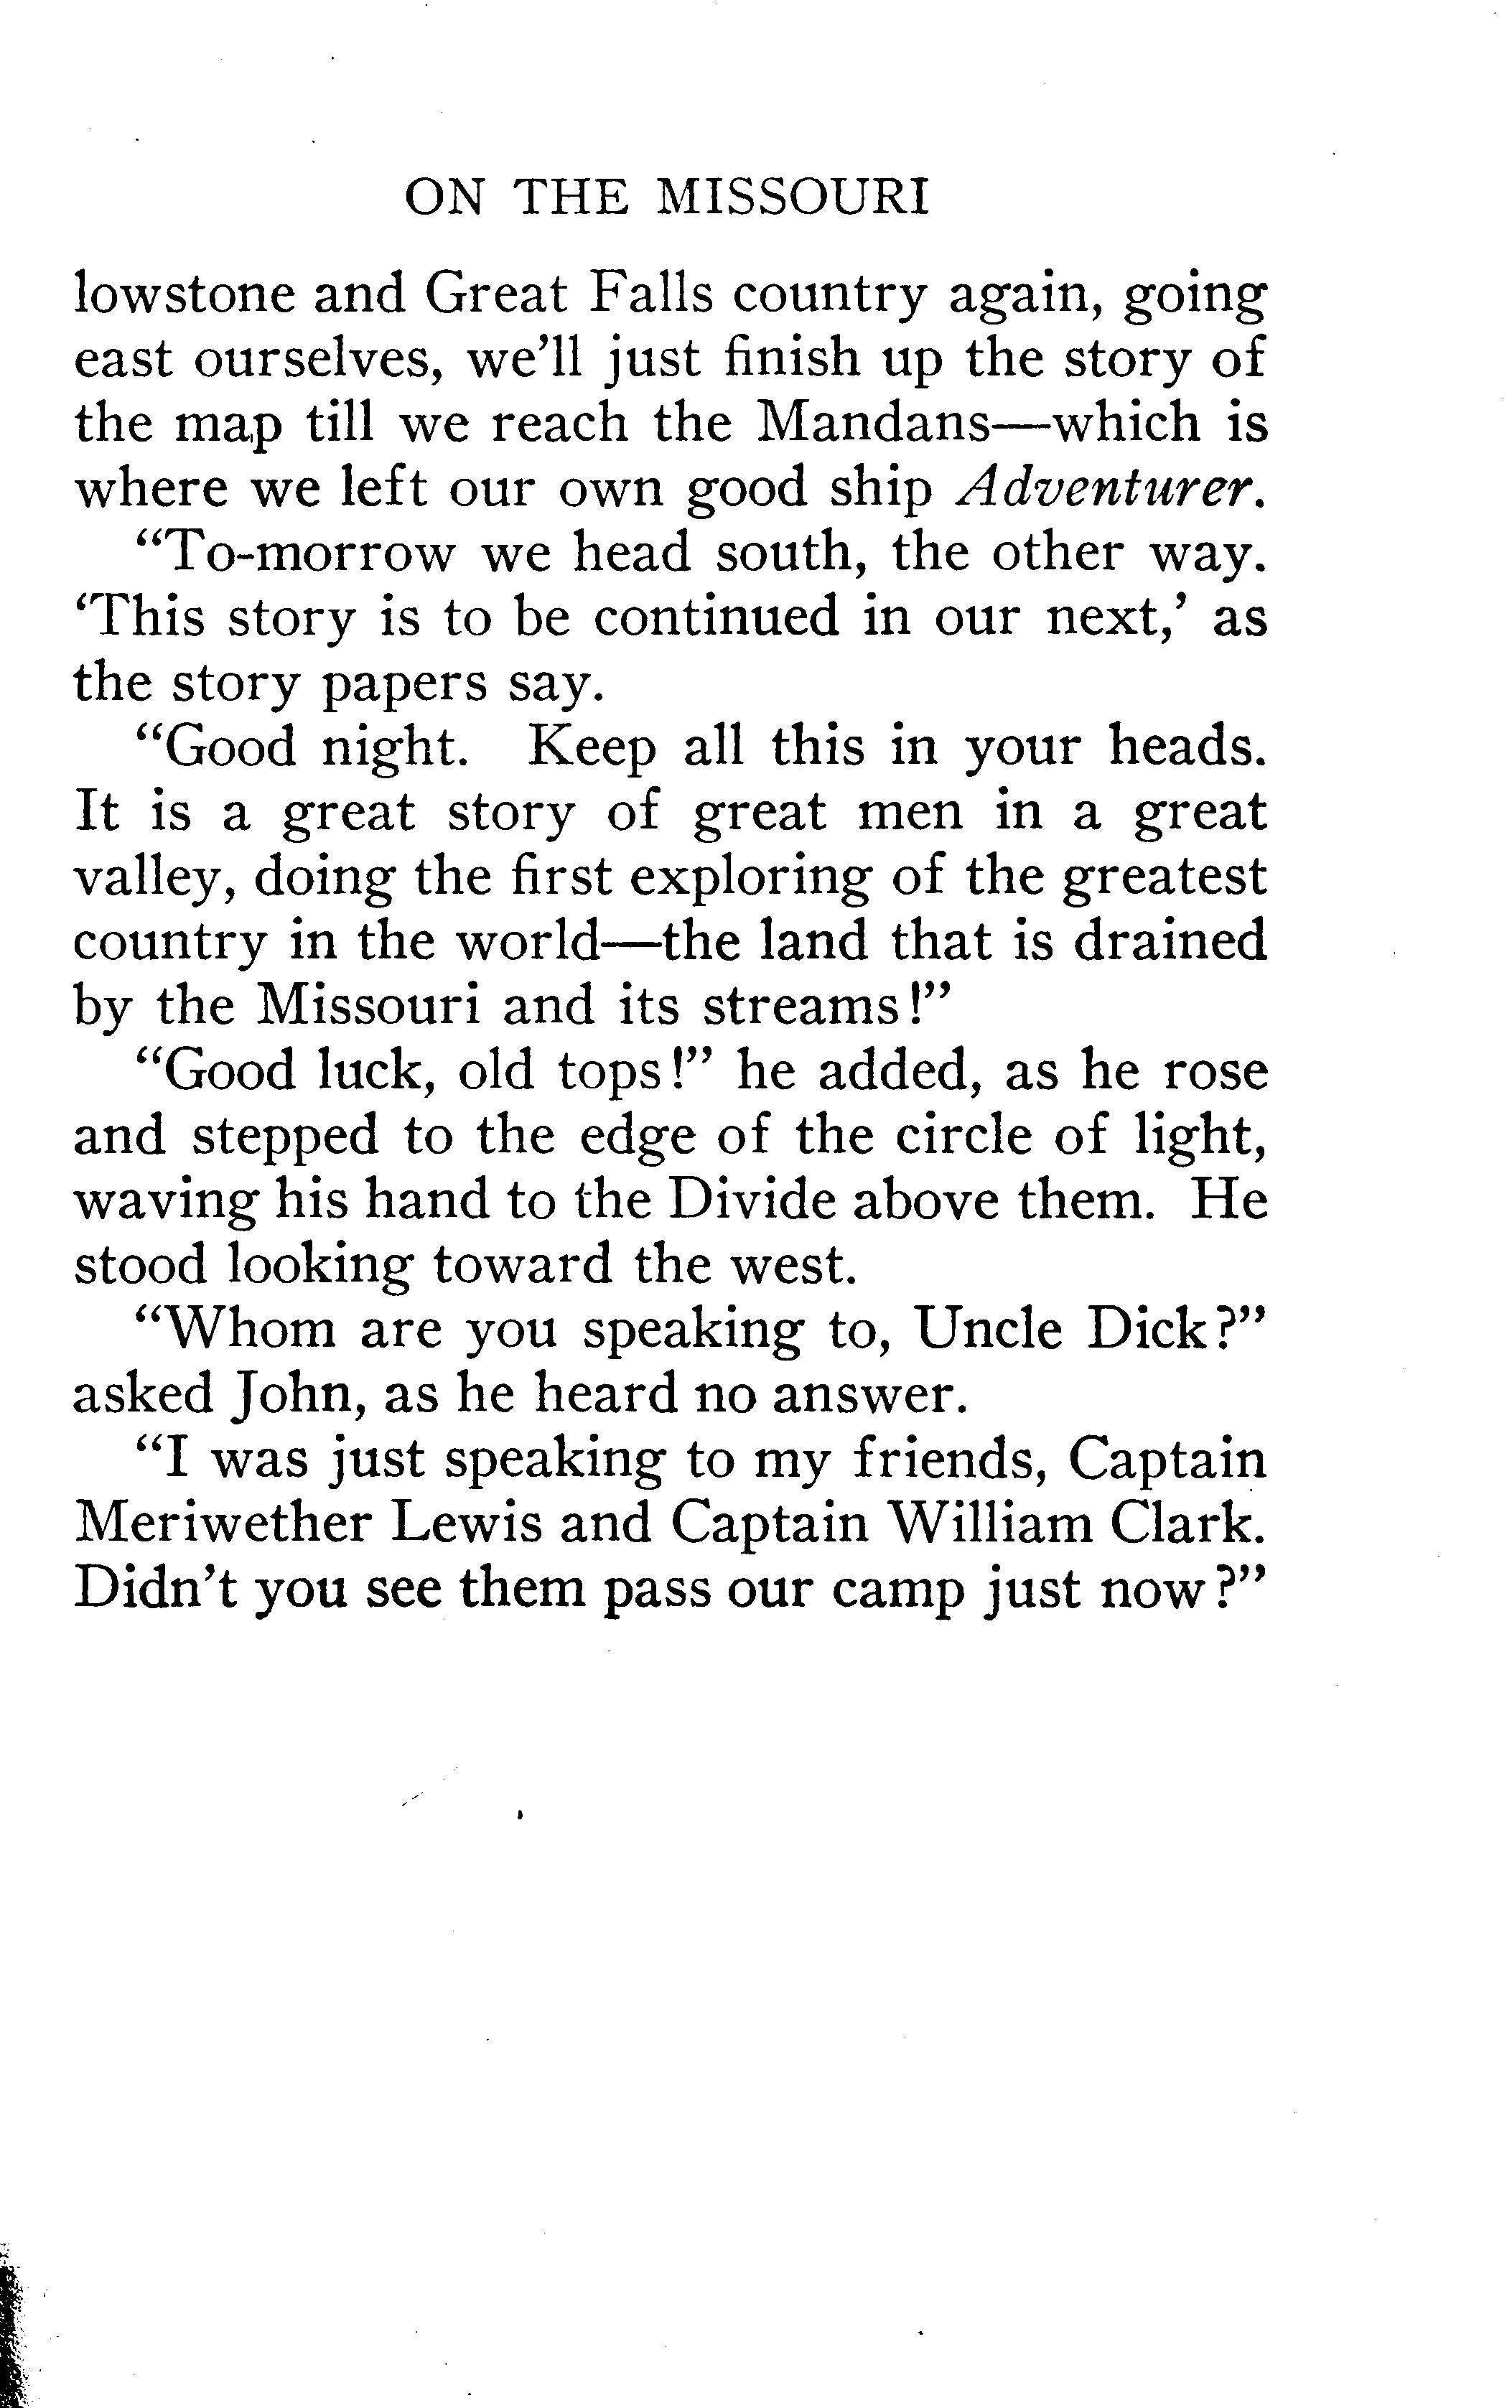 ON THE MISSOURI
lowstone and Great Falls country again, going
east ourselves, we'll just finish up the story of
the map till we reach the Mandans—which is
where we left our own good ship Adventurer.
“To-morrow we head south, the other way.
‘This story is to be continued in our next,’ as
the story papers say.
“Good night. Keep all this in your heads.
It is a great story of great men in a great
valley, doing the first exploring of the greatest
country in the world—the land that is drained
by the Missouri and its streams!”
“Good luck, old tops!” he added, as he rose
and stepped to the edge of the circle of light,
waving his hand to the Divide above them. He
stood looking toward the west.
“Whom are you speaking to, Uncle Dick?”
asked John, as he heard no answer.
“I was just speaking to my friends, Captain
Meriwether Lewis and Captain William Clark.
Didn't you see them pass our camp just now?”